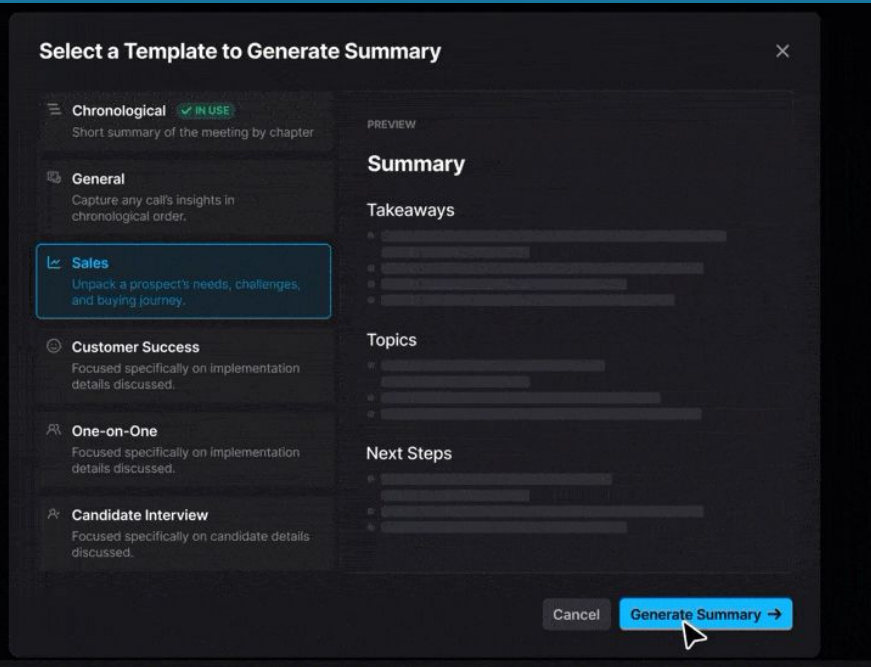 Select a Template to Generate Summary
Chronological
IN USE
Short summary of the meeting by chapter
General
Capture any call's insights in
chronological order.
Sales
Unpack a prospect's needs, challenges,
and buying journey.
Customer Success
Focused specifically on implementation
details discussed.
One-on-One
Focused specifically on implementation
details discussed.
Candidate Interview
Focused specifically on candidate details
discussed.
PREVIEW
Summary
Takeaways
Topics
Next Steps
Cancel
Generate Summary →